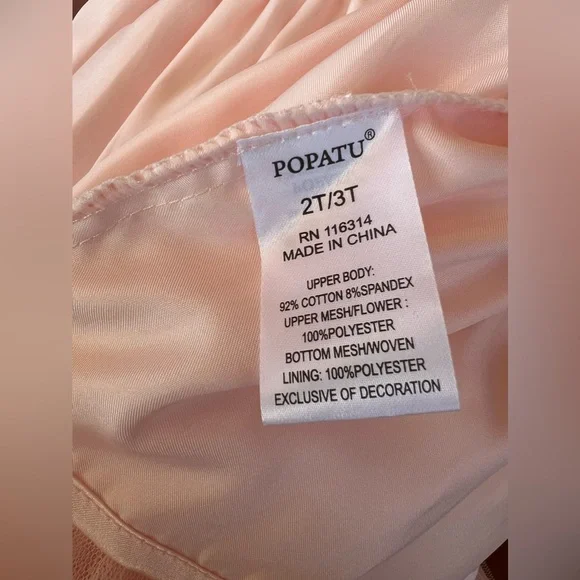 POPATU®
2T/3T
RN 116314
MADE IN CHINA
UPPER BODY:
92% COTTON 8%SPANDEX
UPPER MESH/FLOWER :
100%POLYESTER
BOTTOM MESH/WOVEN
LINING: 100%POLYESTER
EXCLUSIVE OF DECORATION